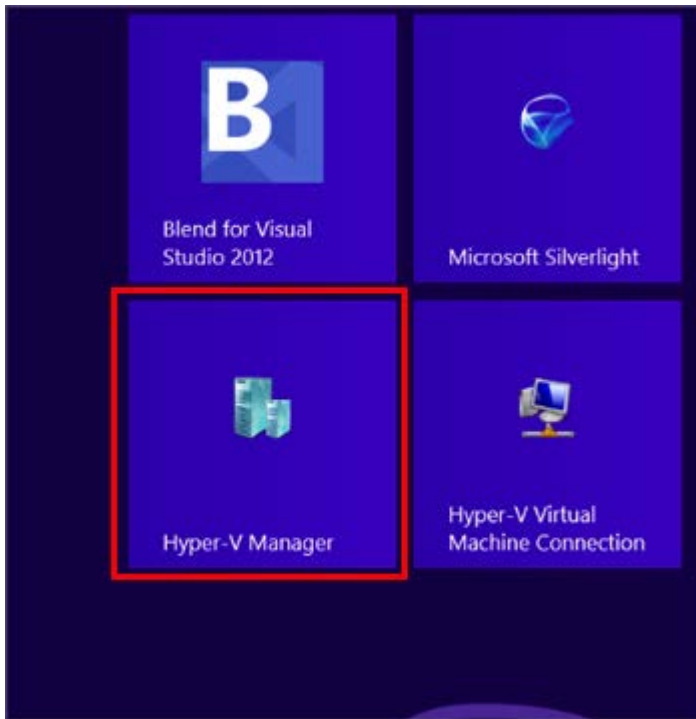 B
Blend for Visual
Studio 2012
Microsoft Silverlight
Hyper-V Manager
Hyper-V Virtual
Machine Connection